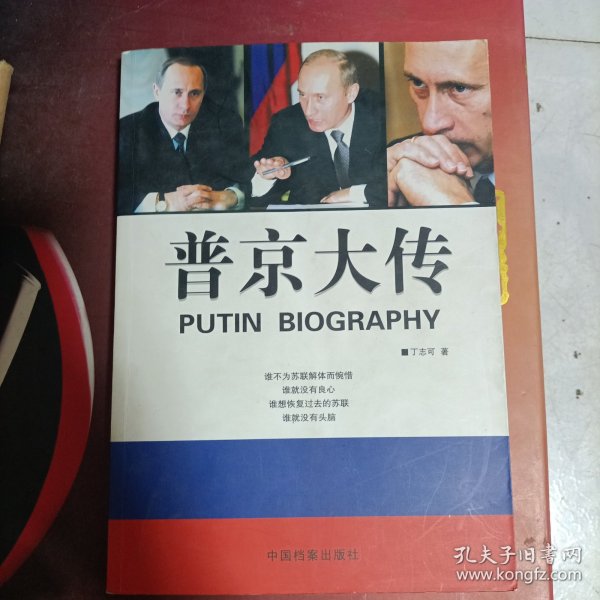 普京大传
PUTIN BIOGRAPHY
■丁志可 著
谁不为苏联解体而惋惜
谁就没有良心
谁想恢复过去的苏联
谁就没有头脑
中国档案出版社
孔夫子旧书网
www.kongfz.com